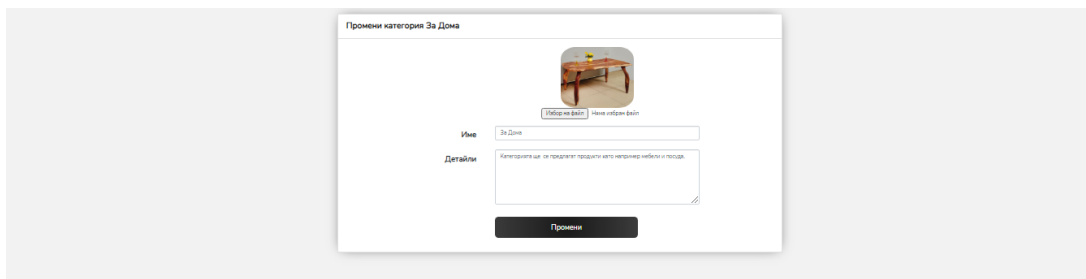 Промени категория За Дома
Избор на файл Няма избран файл
Име
За Дома
Детайли
Категорията ще се предлагат продукти като например мебели и посуда.
Промени